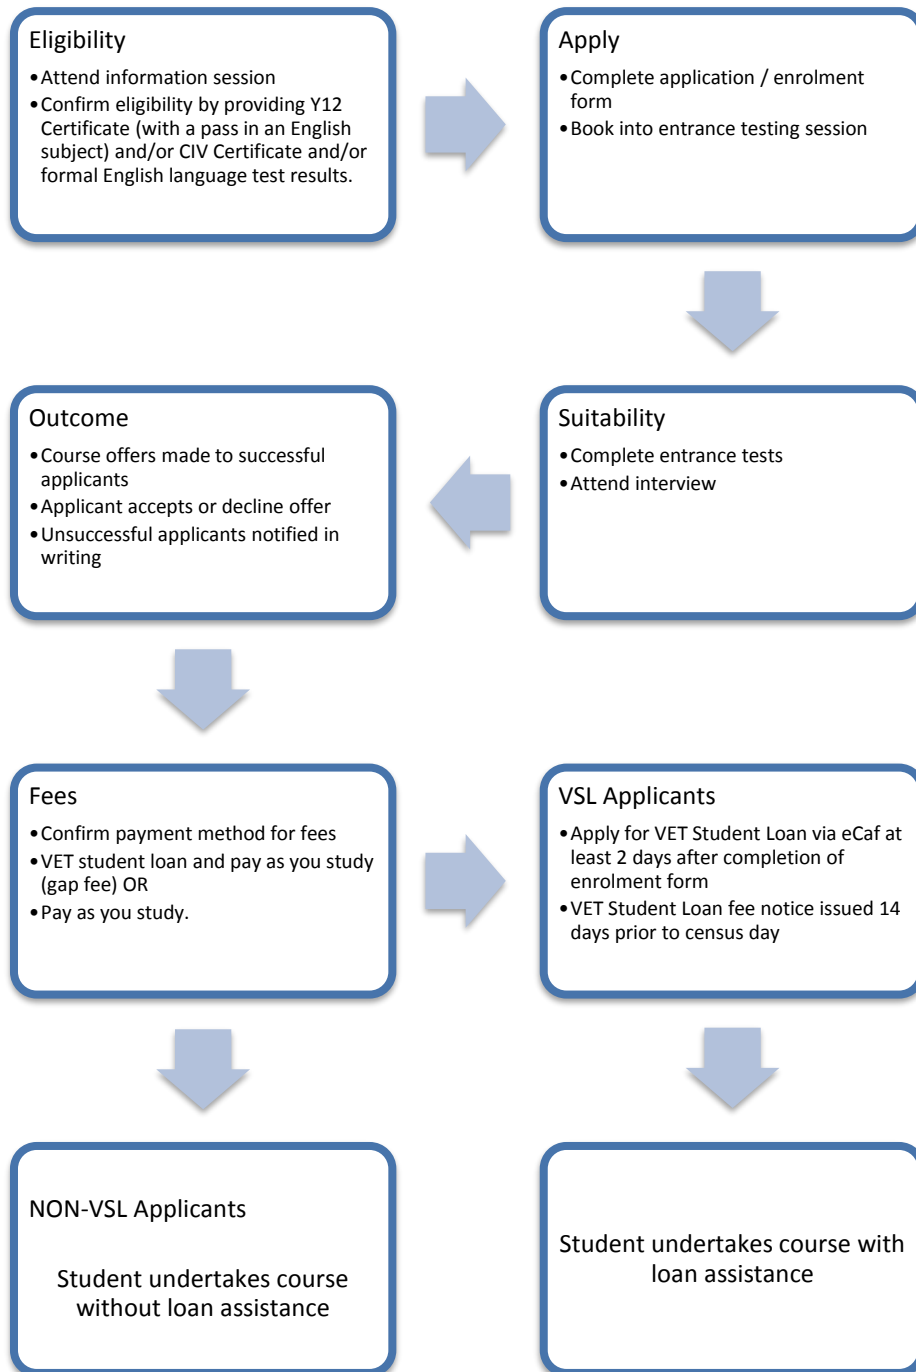 Eligibility
•Attend information session
•Confirm eligibility by providing Y12
Certificate (with a pass in an English
subject) and/or CIV Certificate and/or
formal English language test results.
Apply
•Complete application / enrolment
form
•Book into entrance testing session
Suitability
•Complete entrance tests
•Attend interview
Outcome
•Course offers made to successful
applicants
•Applicant accepts or decline offer
•Unsuccessful applicants notified in
writing
Fees
•Confirm payment method for fees
•VET student loan and pay as you study
(gap fee) OR
•Pay as you study.
VSL Applicants
•Apply for VET Student Loan via eCaf at
least 2 days after completion of
enrolment form
•VET Student Loan fee notice issued 14
days prior to census day
NON-VSL Applicants
Student undertakes course
without loan assistance
Student undertakes course with
loan assistance